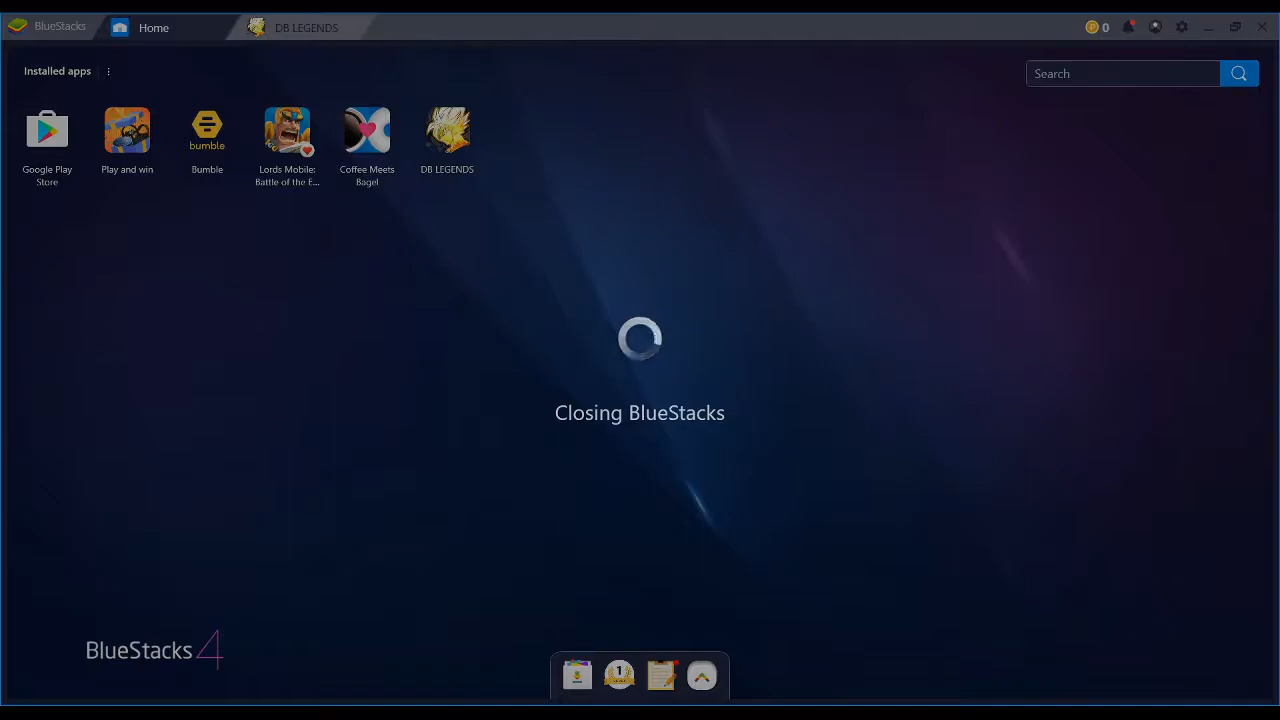 BlueStacks
Home
DB LEGENDS
0
Installed apps
Search
bumble
Google Play
Store
Play and win
Bumble
Lords Mobile:
Battle of the E...
Coffee Meets
Bagel
DB LEGENDS
Closing BlueStacks
BlueStacks 4
1